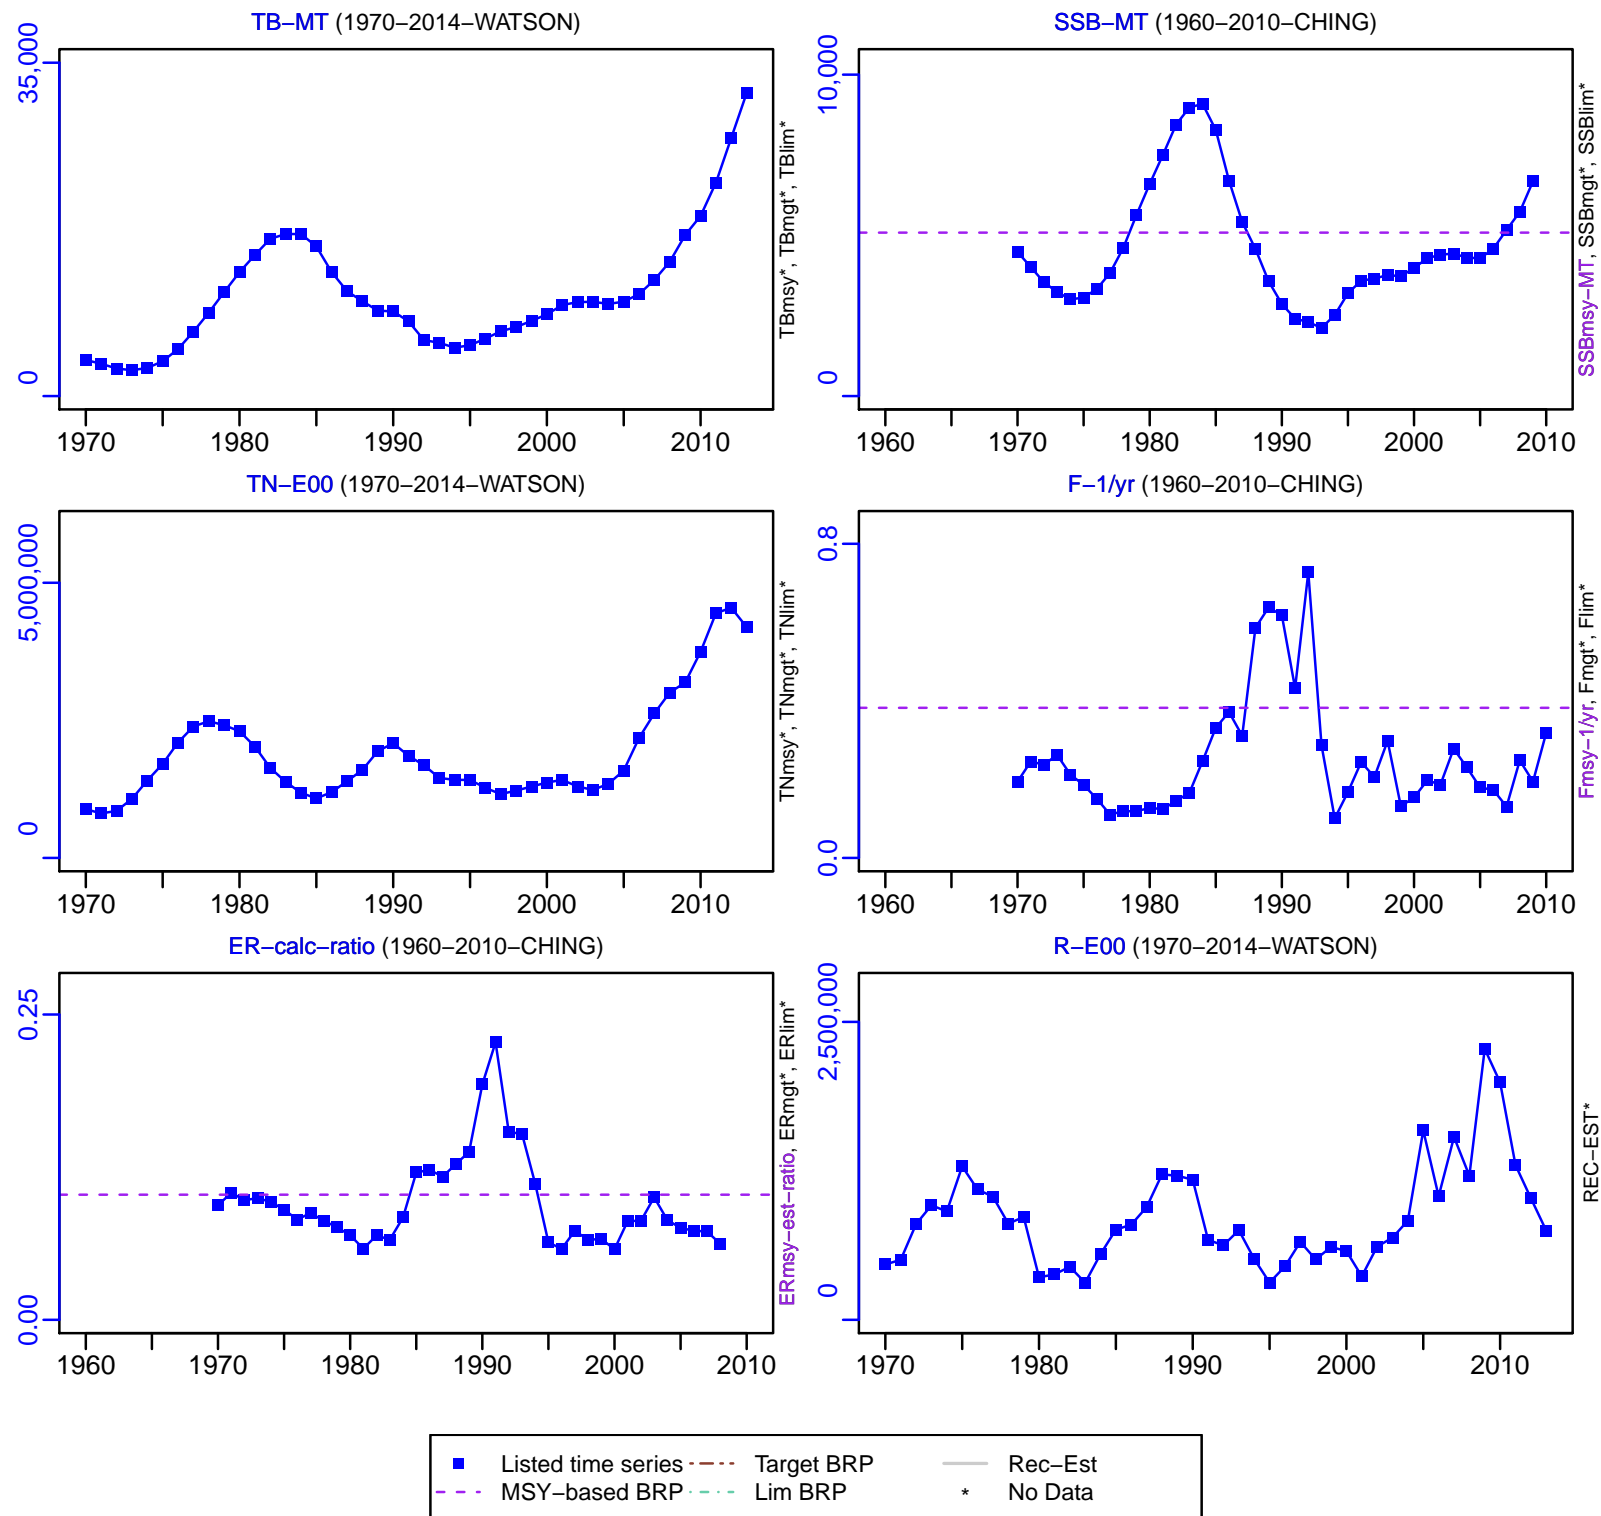 TB−MT (1970−2014−WATSON)
35,000
0
1970 1980 1990 2000 2010
TBmsy*, TBmgt*, TBlim*
SSB−MT (1960−2010−CHING)
10,000
0
1960 1970 1980 1990 2000 2010
SSBmsy−MT, SSBmgt*, SSBlim*
TN−E00 (1970−2014−WATSON)
5,000,000
0
1970 1980 1990 2000 2010
TNmsy*, TNmgt*, TNlim*
F−1/yr (1960−2010−CHING)
0.8
0.0
1960 1970 1980 1990 2000 2010
Fmsy−1/yr, Fmgt*, Flim*
ER−calc−ratio (1960−2010−CHING)
0.25
0.00
1960 1970 1980 1990 2000 2010
ERmsy−est−ratio, ERmgt*, ERlim*
R−E00 (1970−2014−WATSON)
2,500,000
0
1970 1980 1990 2000 2010
REC−EST*
Listed time series Target BRP Rec−Est
MSY−based BRP Lim BRP * No Data